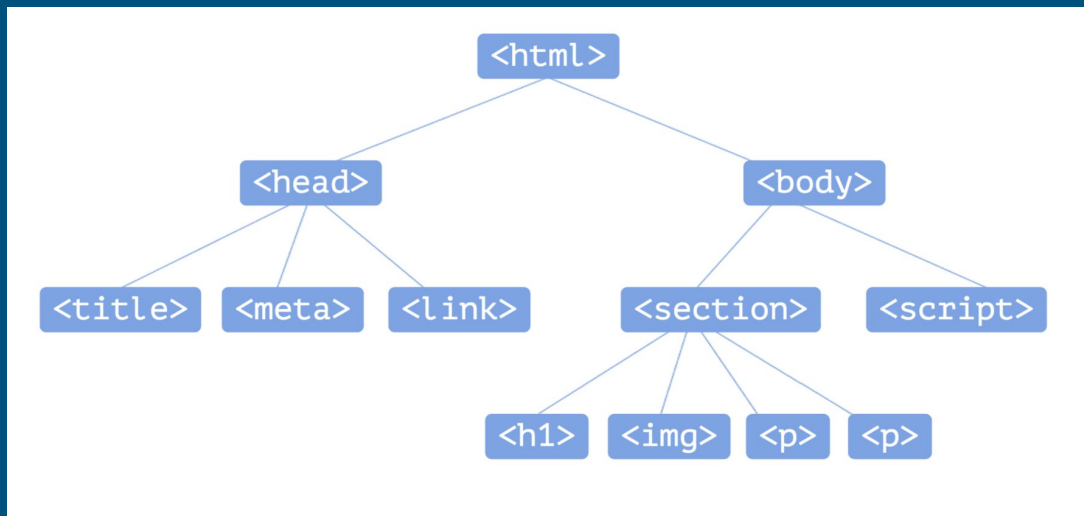 <html>
<head> <body>
<title> <meta> <link> <section> <script>
<h1> <img> <p> <p>